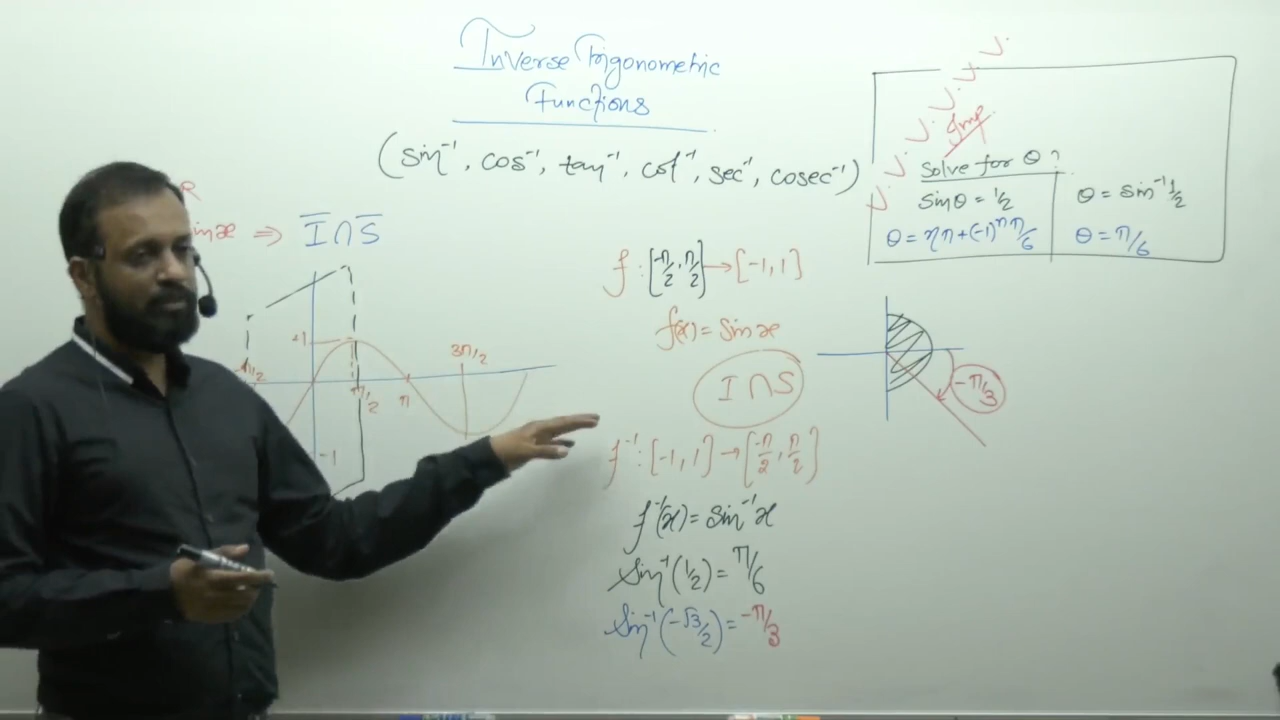 Inverse Trigonometric
Functions
(sin⁻¹, cos⁻¹, tan⁻¹, cot⁻¹, sec⁻¹, cosec⁻¹)
Imp
Solve for θ?
sinθ = 1/2
θ = nπ+(-1)ⁿ π/6
θ = sin⁻¹ 1/2
θ = π/6
R
sin x ⇒ I̅ ∩ S̅
+1
-1
π/2
π
3π/2
-π/2
f : [-π/2, π/2] → [-1, 1]
f(x) = sin x
I ∩ S
f⁻¹ : [-1, 1] → [-π/2, π/2]
f⁻¹(x) = sin⁻¹ x
sin⁻¹(1/2) = π/6
sin⁻¹(-√3/2) = -π/3
-π/3